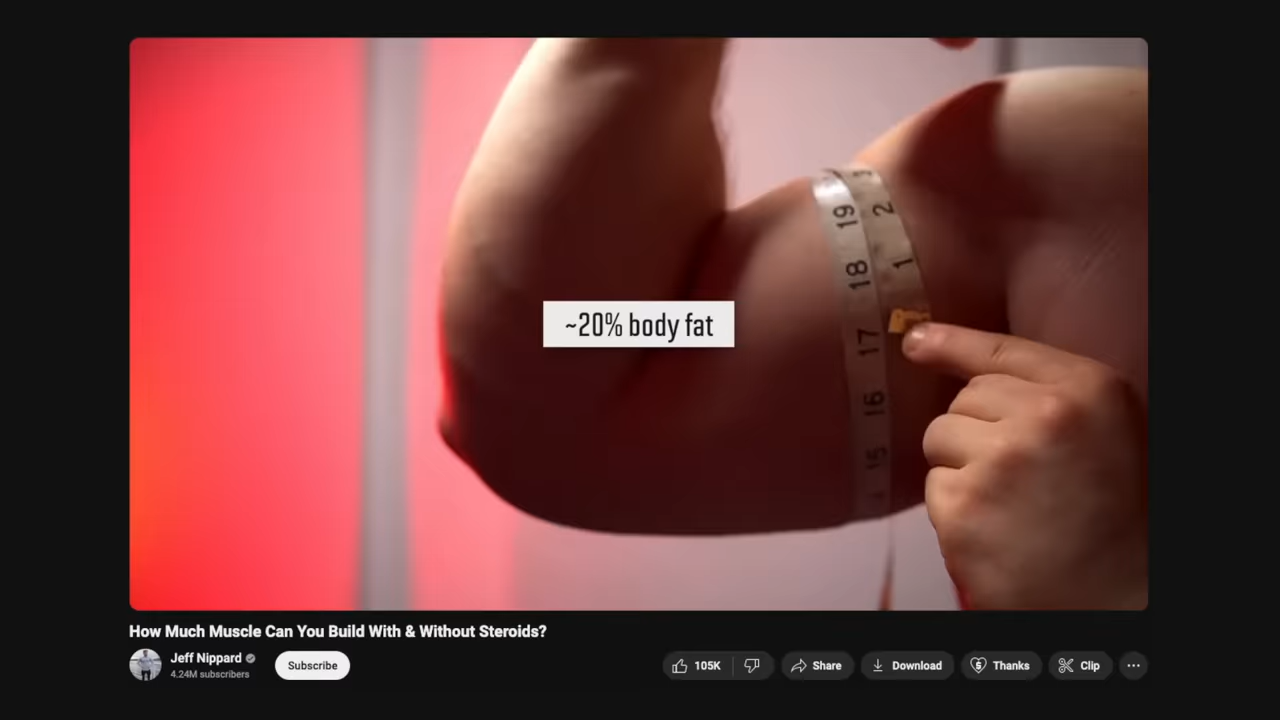 3
19 2
18 1
17
16
15
~20% body fat
How Much Muscle Can You Build With & Without Steroids?
Jeff Nippard
4.24M subscribers
Subscribe
105K
Share
Download
Thanks
Clip